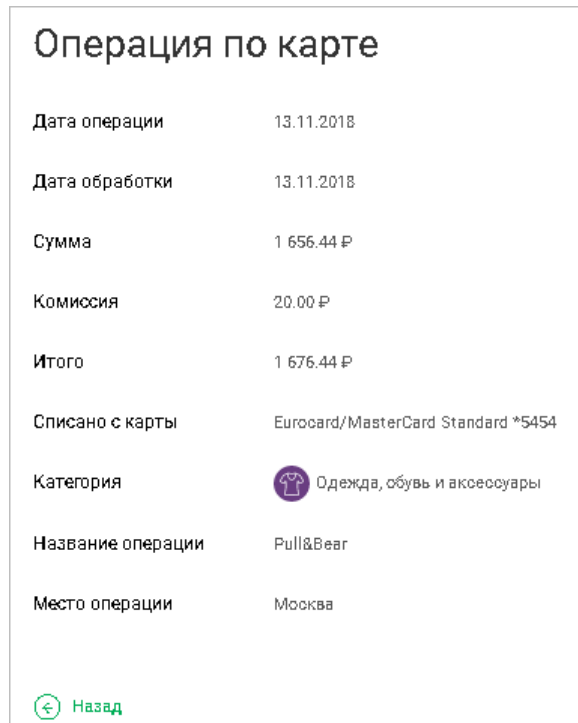 Операция по карте
Дата операции 13.11.2018
Дата обработки 13.11.2018
Сумма 1 656.44 ₽
Комиссия 20.00 ₽
Итого 1 676.44 ₽
Списано с карты Eurocard/MasterCard Standard *5454
Категория Одежда, обувь и аксессуары
Название операции Pull&Bear
Место операции Москва
Назад